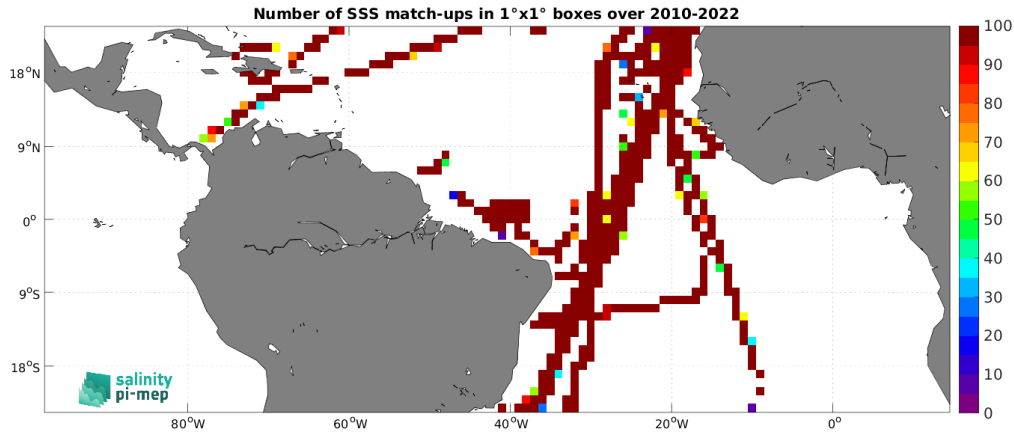 Number of SSS match-ups in 1°x1° boxes over 2010-2022
18°N
9°N
0°
9°S
18°S
80°W
60°W
40°W
20°W
0°
100
90
80
70
60
50
40
30
20
10
0
salinity
pi-mep